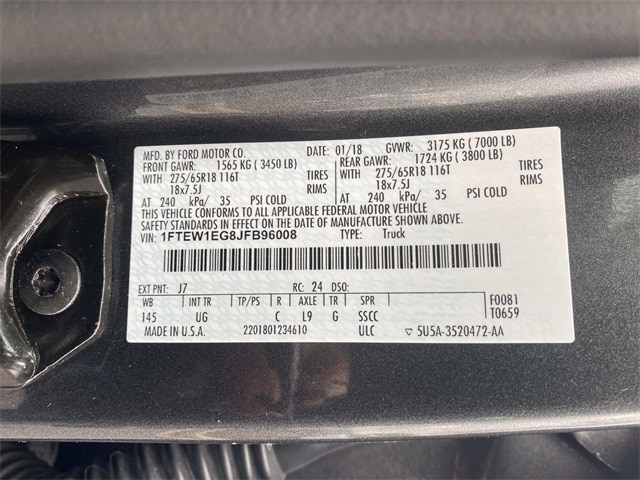 MFD. BY FORD MOTOR CO. DATE: 01/18 GVWR: 3175 KG ( 7000 LB)
FRONT GAWR: 1565 KG ( 3450 LB) REAR GAWR: 1724 KG ( 3800 LB)
WITH 275/65R18 116T TIRES WITH 275/65R18 116T TIRES
18x7.5J RIMS 18x7.5J RIMS
AT 240 kPa/ 35 PSI COLD AT 240 kPa/ 35 PSI COLD
THIS VEHICLE CONFORMS TO ALL APPLICABLE FEDERAL MOTOR VEHICLE
SAFETY STANDARDS IN EFFECT ON THE DATE OF MANUFACTURE SHOWN ABOVE.
VIN: 1FTEW1EG8JFB96008 TYPE: Truck
EXT PNT: J7 RC: 24 DSO:
WB INT TR TP/PS R AXLE TR SPR F0081
145 UG C L9 G SSCC T0659
MADE IN U.S.A. 2201801234610 ULC ▽ 5U5A-3520472-AA